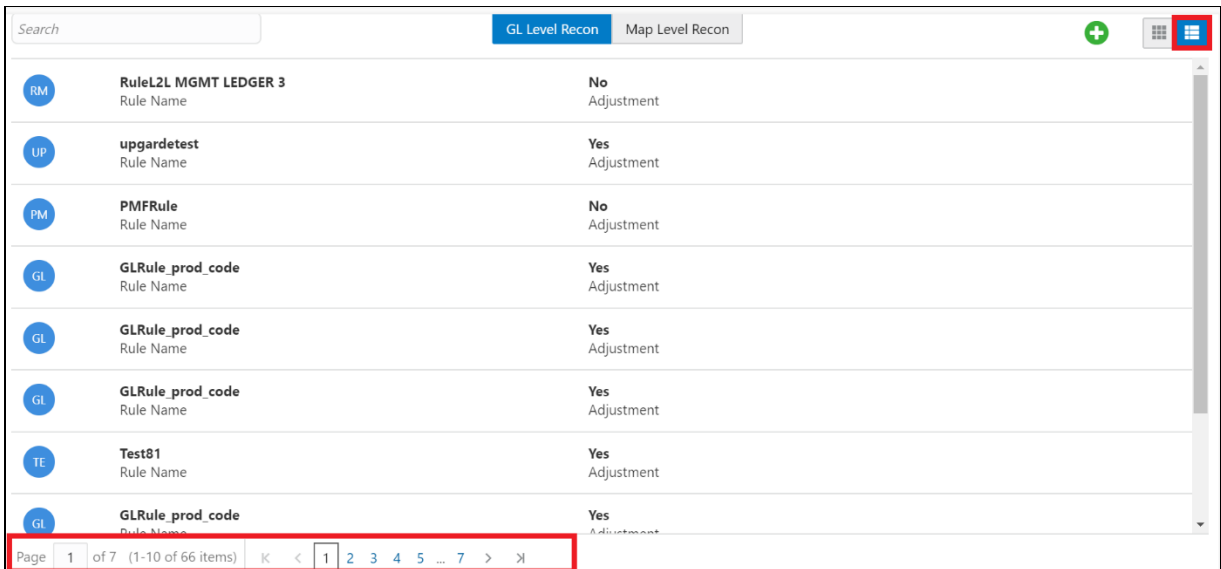 Search GL Level Recon Map Level Recon
RM RuleL2L MGMT LEDGER 3 No
Rule Name Adjustment
UP upgardetest Yes
Rule Name Adjustment
PM PMFRule No
Rule Name Adjustment
GL GLRule_prod_code Yes
Rule Name Adjustment
GL GLRule_prod_code Yes
Rule Name Adjustment
GL GLRule_prod_code Yes
Rule Name Adjustment
TE Test81 Yes
Rule Name Adjustment
GL GLRule_prod_code Yes
Rule Name Adjustment
Page 1 of 7 (1-10 of 66 items) K < 1 2 3 4 5 ... 7 > >|